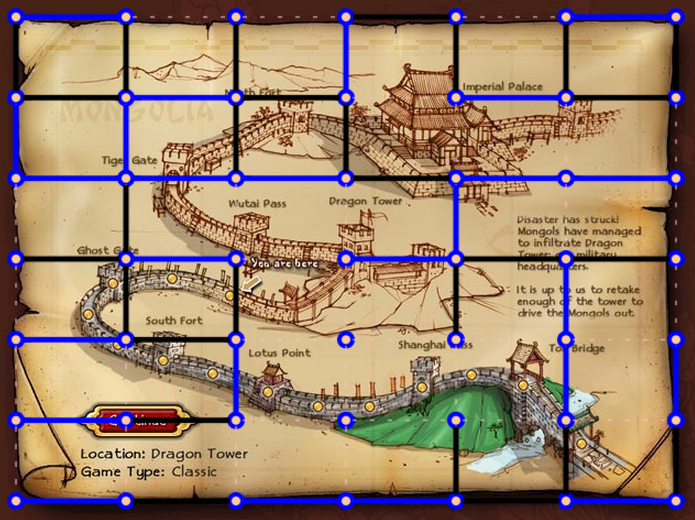 North Fort
Imperial Palace
MONGOLIA
Tiger Gate
Wutai Pass
Dragon Tower
Disaster has struck!
Mongols have managed
to infiltrate Dragon
Tower, military
headquarters.
Ghost Gate
You are here
It is up to us to retake
enough of the tower to
drive the Mongols out.
South Fort
Shanghai Pass
Lotus Point
Bridge
Continue
Location: Dragon Tower
Game Type: Classic